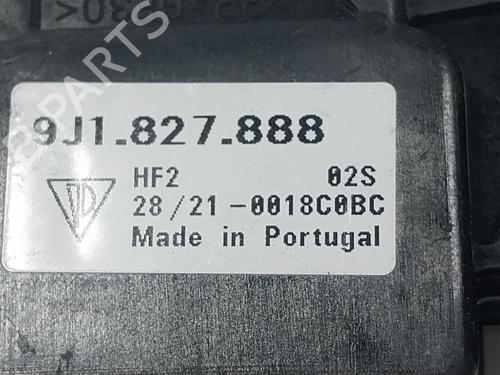 9J1.827.888
HF2 02S
28/21-0018C0BC
Made in Portugal